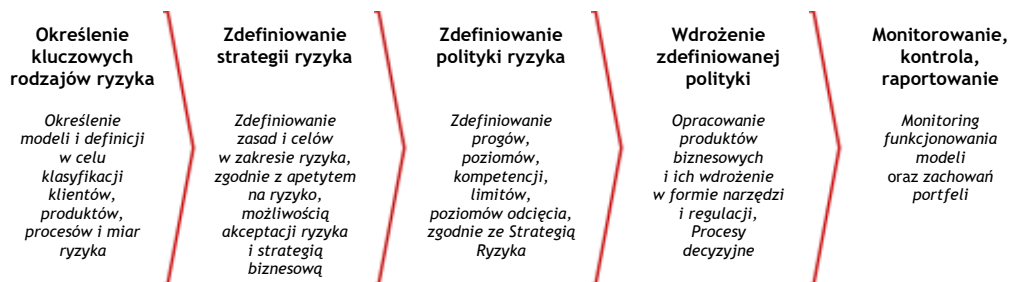 Określenie
kluczowych
rodzajów ryzyka
Określenie
modeli i definicji
w celu
klasyfikacji
klientów,
produktów,
procesów i miar
ryzyka
Zdefiniowanie
strategii ryzyka
Zdefiniowanie
zasad i celów
w zakresie ryzyka,
zgodnie z apetytem
na ryzyko,
możliwością
akceptacji ryzyka
i strategią
biznesową
Zdefiniowanie
polityki ryzyka
Zdefiniowanie
progów,
poziomów,
kompetencji,
limitów,
poziomów odcięcia,
zgodnie ze Strategią
Ryzyka
Wdrożenie
zdefiniowanej
polityki
Opracowanie
produktów
biznesowych
i ich wdrożenie
w formie narzędzi
i regulacji,
Procesy
decyzyjne
Monitorowanie,
kontrola,
raportowanie
Monitoring
funkcjonowania
modeli
oraz zachowań
portfeli